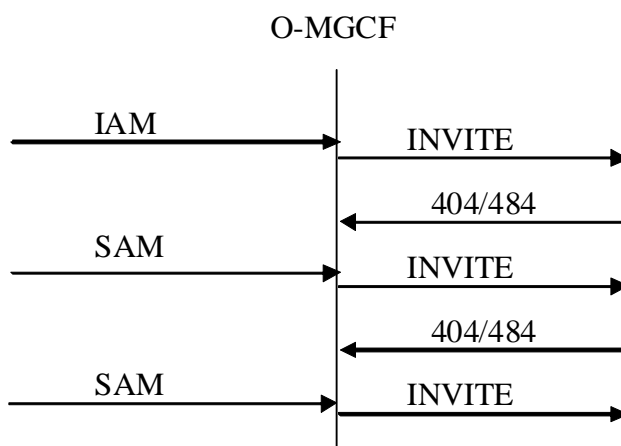 O-MGCF
IAM
INVITE
404/484
SAM
INVITE
404/484
SAM
INVITE